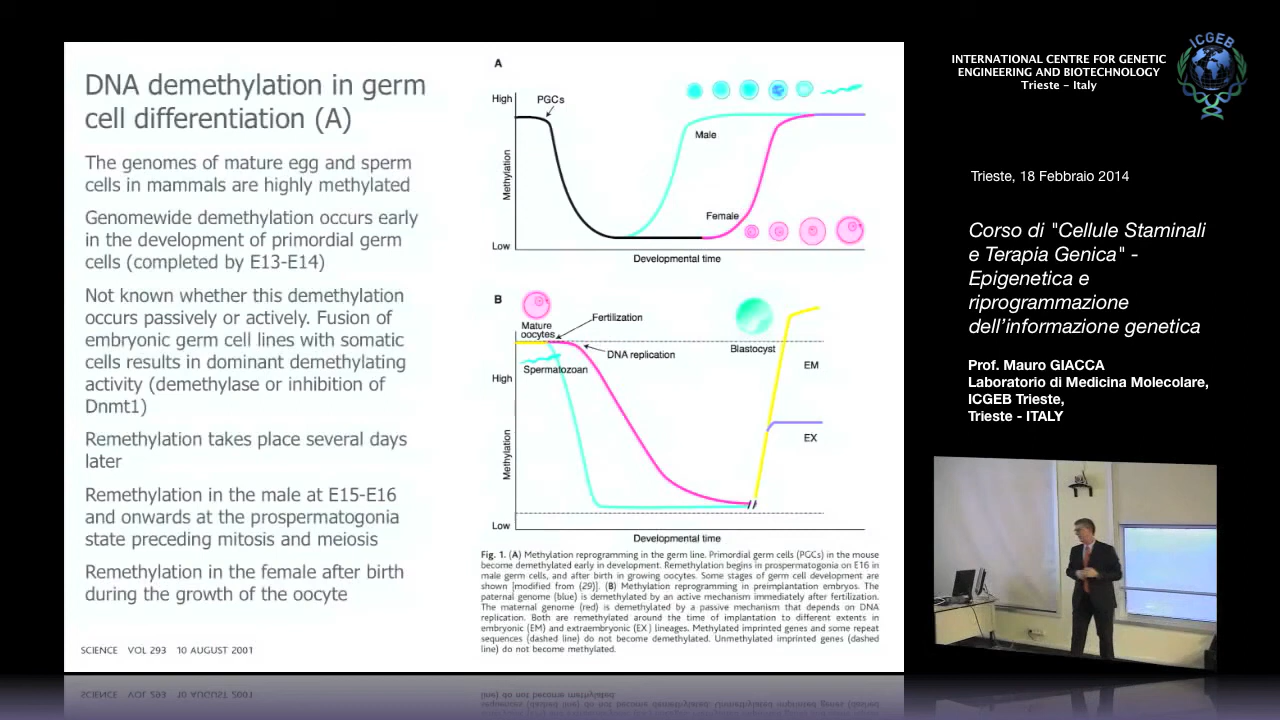 DNA demethylation in germ
cell differentiation (A)
The genomes of mature egg and sperm
cells in mammals are highly methylated
Genomewide demethylation occurs early
in the development of primordial germ
cells (completed by E13-E14)
Not known whether this demethylation
occurs passively or actively. Fusion of
embryonic germ cell lines with somatic
cells results in dominant demethylating
activity (demethylase or inhibition of
Dnmt1)
Remethylation takes place several days
later
Remethylation in the male at E15-E16
and onwards at the prospermatogonia
state preceding mitosis and meiosis
Remethylation in the female after birth
during the growth of the oocyte
SCIENCE VOL 293 10 AUGUST 2001
A
High
PGCs
Male
Methylation
Female
Low
Developmental time
B
Mature
oocytes
Fertilization
DNA replication
Spermatozoan
Blastocyst
High
EM
EX
Methylation
Low
Developmental time
Fig. 1. (A) Methylation reprogramming in the germ line. Primordial germ cells (PGCs) in the mouse
become demethylated early in development. Remethylation begins in prospermatogonia on E16 in
male germ cells, and after birth in growing oocytes. Some stages of germ cell development are
shown [modified from (29)]. (B) Methylation reprogramming in preimplantation embryos. The
paternal genome (blue) is demethylated by an active mechanism immediately after fertilization.
The maternal genome (red) is demethylated by a passive mechanism that depends on DNA
replication. Both are remethylated around the time of implantation to different extents in
embryonic (EM) and extraembryonic (EX) lineages. Methylated imprinted genes and some repeat
sequences (dashed line) do not become demethylated. Unmethylated imprinted genes (dashed
line) do not become methylated.
INTERNATIONAL CENTRE FOR GENETIC
ENGINEERING AND BIOTECHNOLOGY
Trieste - Italy
ICGEB
Trieste, 18 Febbraio 2014
Corso di "Cellule Staminali
e Terapia Genica" -
Epigenetica e
riprogrammazione
dell'informazione genetica
Prof. Mauro GIACCA
Laboratorio di Medicina Molecolare,
ICGEB Trieste,
Trieste - ITALY